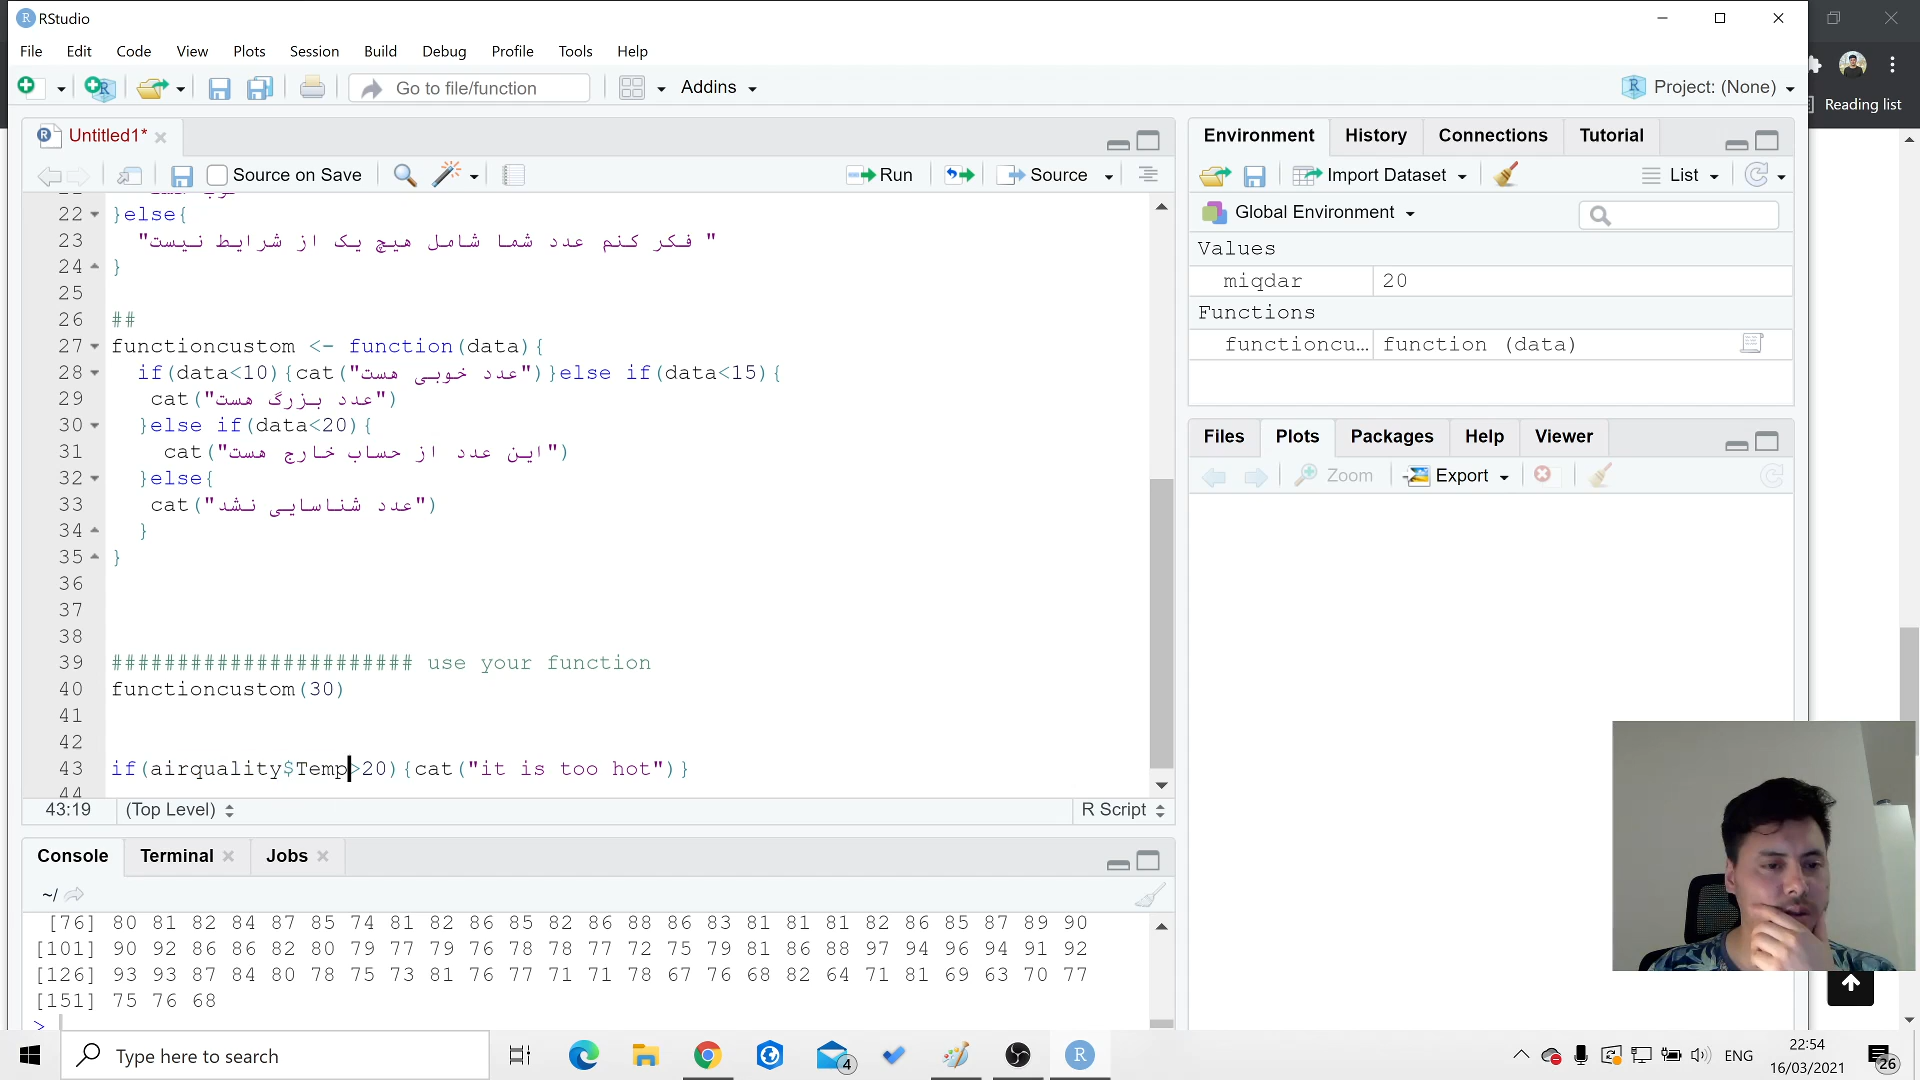 RStudio
File Edit Code View Plots Session Build Debug Profile Tools Help
Go to file/function Addins Project: (None)
Reading list
Untitled1*
Source on Save Run Source
22 }else{
23 "فکر کنم عدد شما شامل هیچ یک از شرایط نیست "
24 }
25
26 ##
27 functioncustom <- function(data){
28 if(data<10){cat("عدد خوبی هست")}else if(data<15){
29 cat("عدد بزرگ هست")
30 }else if(data<20){
31 cat("این عدد از حساب خارج هست")
32 }else{
33 cat("عدد شناسایی نشد")
34 }
35 }
36
37
38
39 ####################### use your function
40 functioncustom(30)
41
42
43 if(airquality$Temp>20){cat("it is too hot")}
44
43:19 (Top Level) R Script
Console Terminal Jobs
~/
[76] 80 81 82 84 87 85 74 81 82 86 85 82 86 88 86 83 81 81 81 82 86 85 87 89 90
[101] 90 92 86 86 82 80 79 77 79 76 78 78 77 72 75 79 81 86 88 97 94 96 94 91 92
[126] 93 93 87 84 80 78 75 73 81 76 77 71 71 78 67 76 68 82 64 71 81 69 63 70 77
[151] 75 76 68
>
Environment History Connections Tutorial
Import Dataset List
Global Environment
Values
miqdar 20
Functions
functioncu… function (data)
Files Plots Packages Help Viewer
Zoom Export
Type here to search
4
ENG
22:54
16/03/2021
26